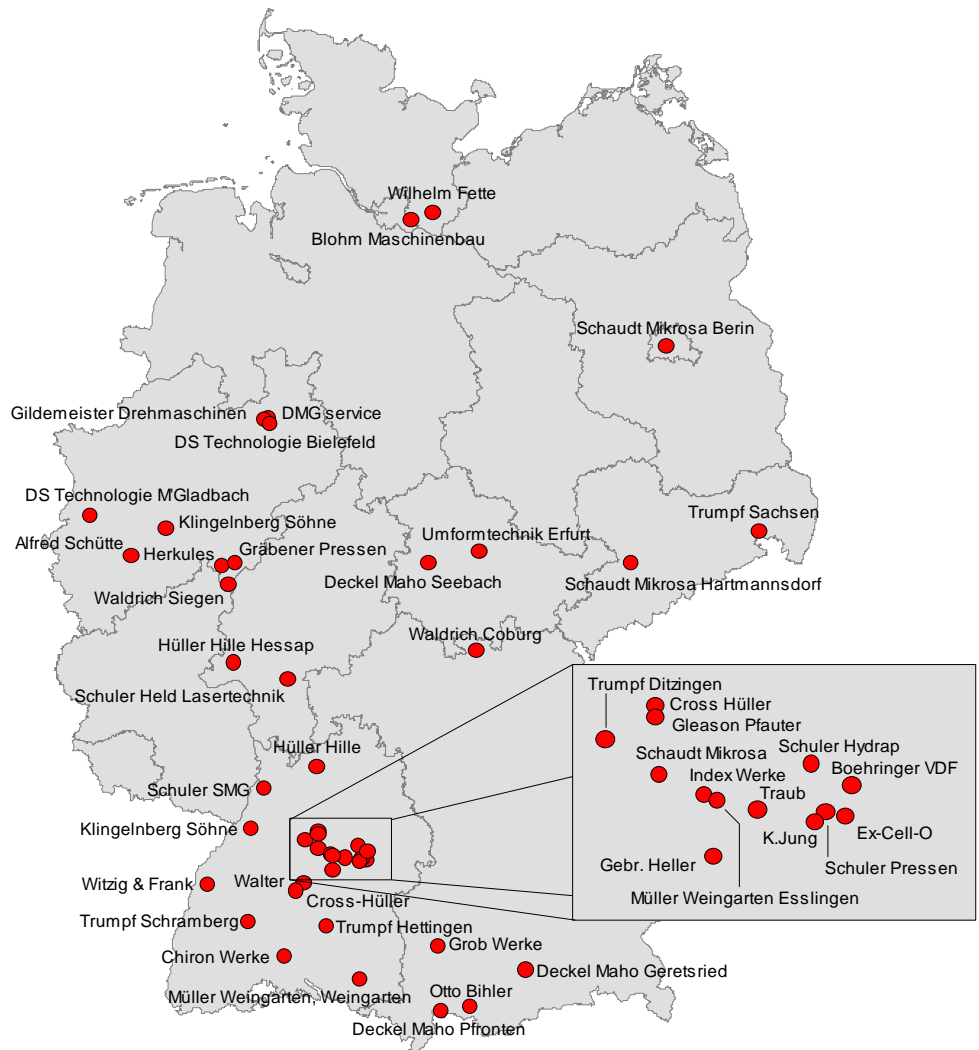 Wilhelm Fette
Blohm Maschinenbau
Schaudt Mikrosa Berin
Gildemeister Drehmaschinen
DMG service
DS Technologie Bielefeld
DS Technologie M'Gladbach
Klingelnberg Söhne
Trumpf Sachsen
Alfred Schütte
Herkules
Gräbener Pressen
Umformtechnik Erfurt
Deckel Maho Seebach
Schaudt Mikrosa Hartmannsdorf
Waldrich Siegen
Waldrich Coburg
Hüller Hille Hessap
Schuler Held Lasertechnik
Trumpf Ditzingen
Cross Hüller
Gleason Pfauter
Hüller Hille
Schaudt Mikrosa
Schuler Hydrap
Index Werke
Boehringer VDF
Schuler SMG
Traub
Klingelnberg Söhne
K.Jung
Ex-Cell-O
Gebr. Heller
Schuler Pressen
Witzig & Frank
Walter
Müller Weingarten Esslingen
Cross-Hüller
Trumpf Schramberg
Trumpf Hettingen
Grob Werke
Chiron Werke
Deckel Maho Geretsried
Otto Bihler
Müller Weingarten, Weingarten
Deckel Maho Pfronten